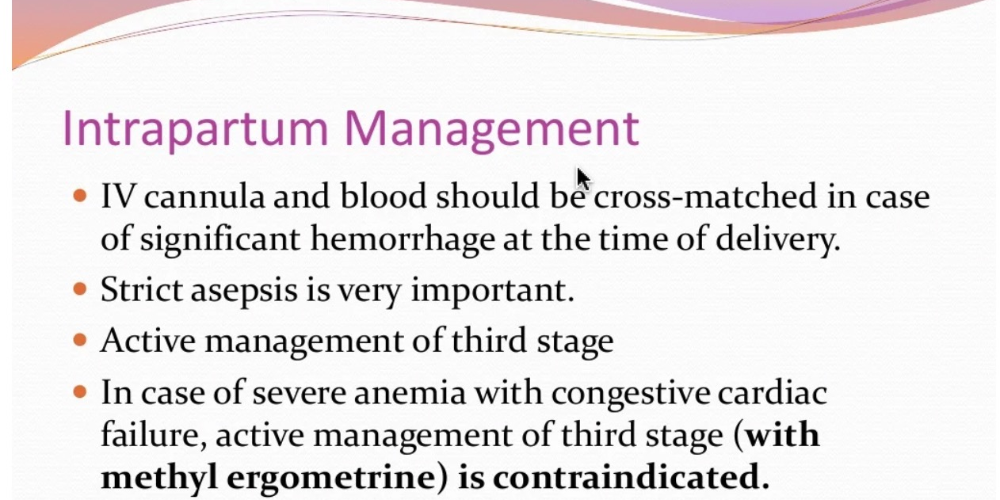 Intrapartum Management
• IV cannula and blood should be cross-matched in case
of significant hemorrhage at the time of delivery.
• Strict asepsis is very important.
• Active management of third stage
• In case of severe anemia with congestive cardiac
failure, active management of third stage (with
methyl ergometrine) is contraindicated.